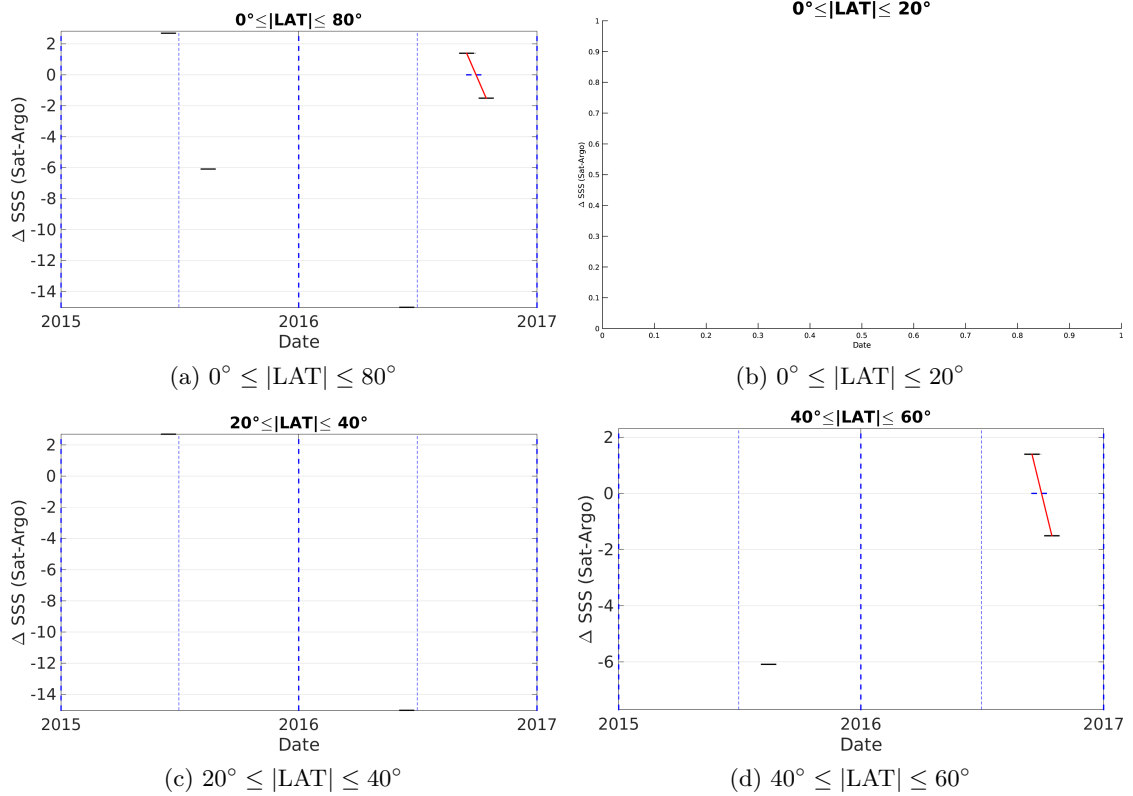 0°≤|LAT|≤ 80°
2
0
-2
-4
-6
-8
-10
-12
-14
Δ SSS (Sat-Argo)
2015
2016
2017
Date
(a) 0° ≤ |LAT| ≤ 80°
0°≤|LAT|≤ 20°
1
0.9
0.8
0.7
0.6
0.5
0.4
0.3
0.2
0.1
0
Δ SSS (Sat-Argo)
0 0.1 0.2 0.3 0.4 0.5 0.6 0.7 0.8 0.9 1
Date
(b) 0° ≤ |LAT| ≤ 20°
20°≤|LAT|≤ 40°
2
0
-2
-4
-6
-8
-10
-12
-14
Δ SSS (Sat-Argo)
2015 2016 2017
Date
(c) 20° ≤ |LAT| ≤ 40°
40°≤|LAT|≤ 60°
2
0
-2
-4
-6
Δ SSS (Sat-Argo)
2015 2016 2017
Date
(d) 40° ≤ |LAT| ≤ 60°